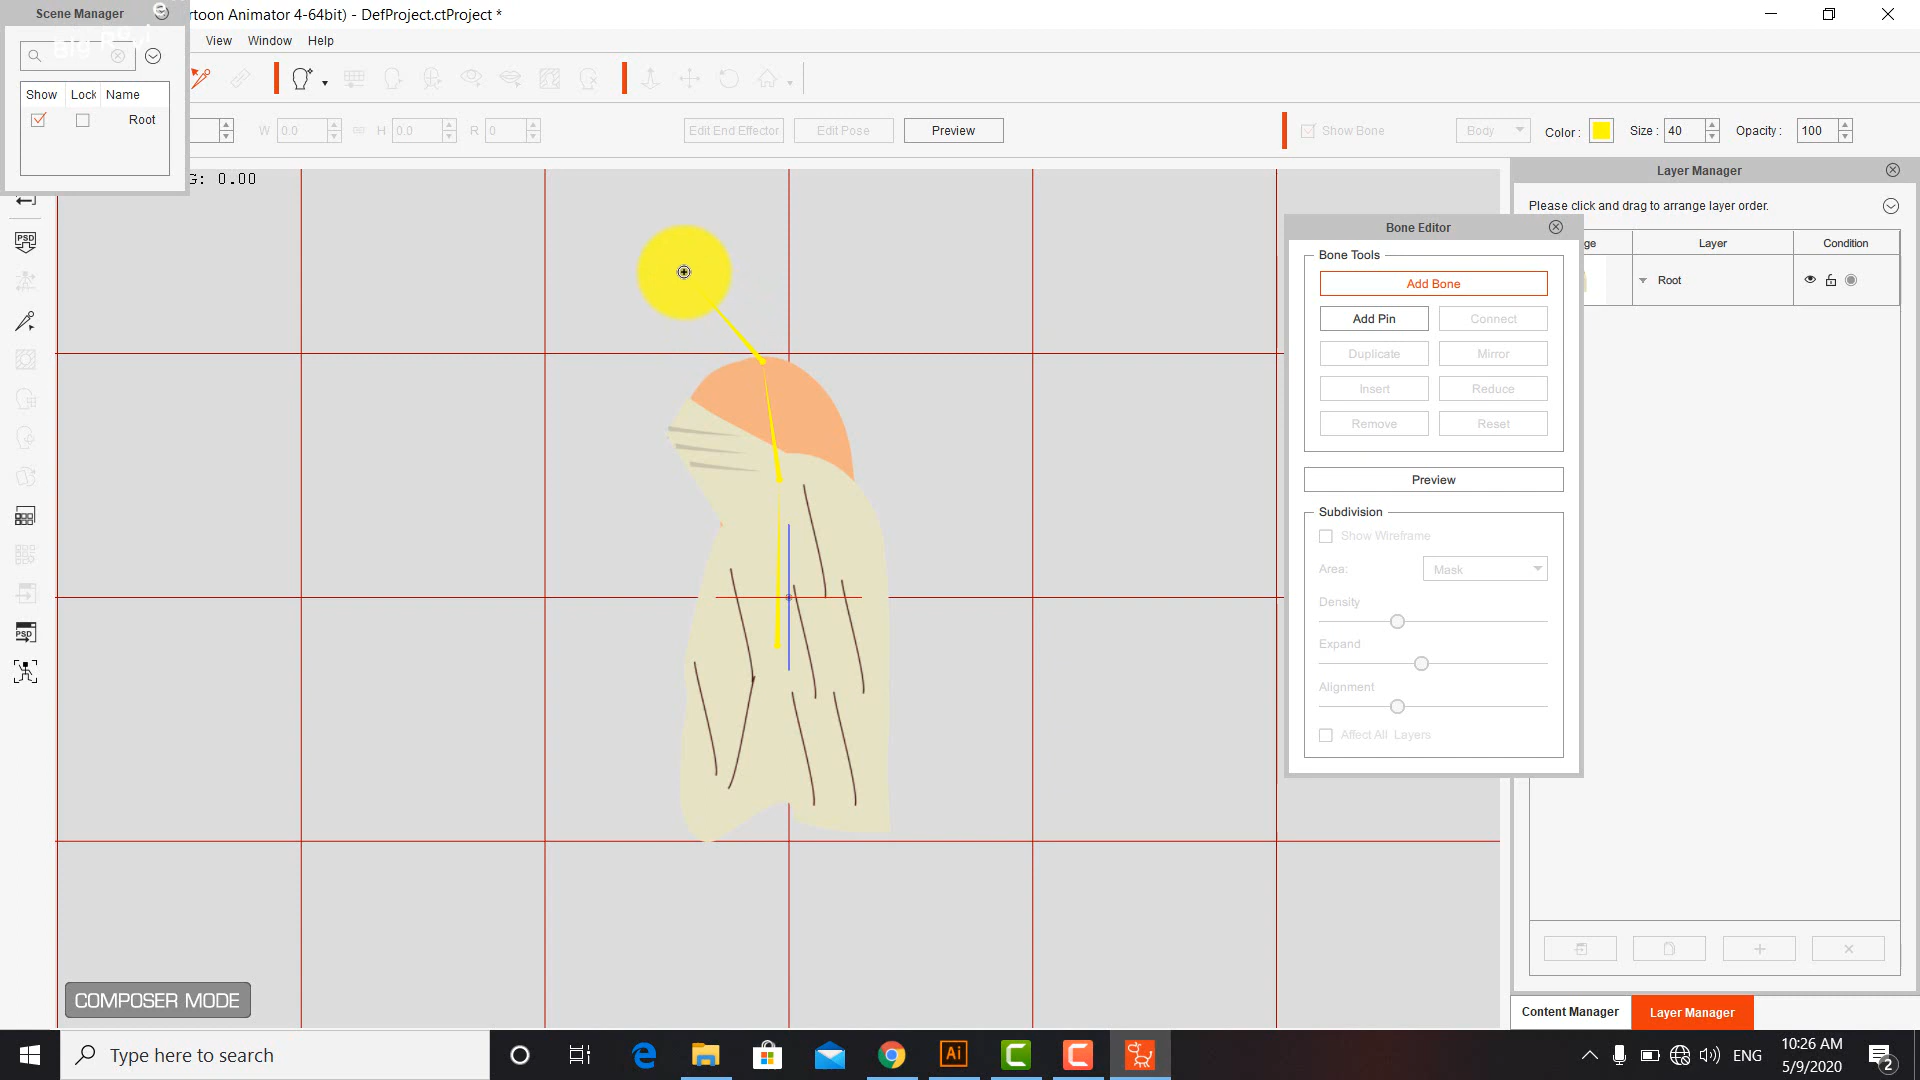 Scene Manager
rtoon Animator 4-64bit) - DefProject.ctProject *
View Window Help
Show Lock Name
Root
W 0.0 H 0.0 R 0
Edit End Effector Edit Pose Preview
Show Bone Body Color : Size : 40 Opacity : 100
G: 0.00
Layer Manager
Please click and drag to arrange layer order.
ge Layer Condition
Root
Bone Editor
Bone Tools
Add Bone
Add Pin Connect
Duplicate Mirror
Insert Reduce
Remove Reset
Preview
Subdivision
Show Wireframe
Area: Mask
Density
Expand
Alignment
Affect All Layers
PSD
PSD
COMPOSER MODE
Content Manager Layer Manager
Type here to search
Ai
ENG
10:26 AM
5/9/2020
2